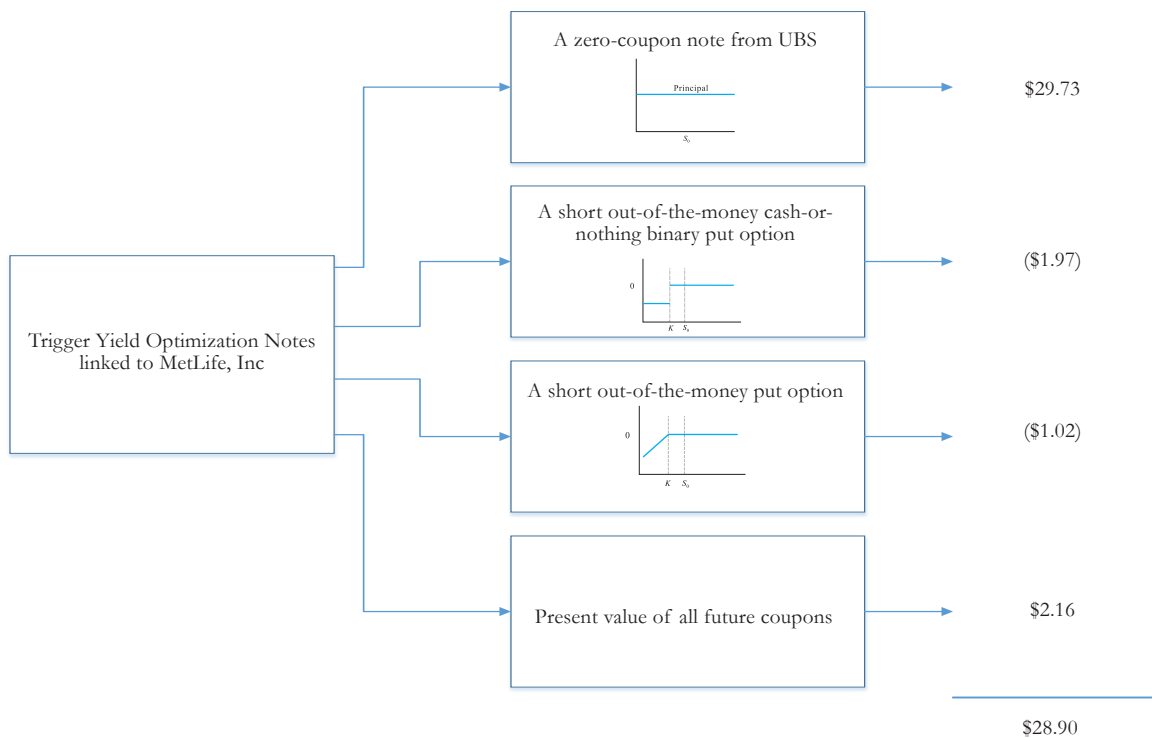 A zero-coupon note from UBS
Principal
S₀
$29.73
A short out-of-the-money cash-or-
nothing binary put option
0
K
S₀
($1.97)
Trigger Yield Optimization Notes
linked to MetLife, Inc
A short out-of-the-money put option
0
K
S₀
($1.02)
Present value of all future coupons
$2.16
$28.90